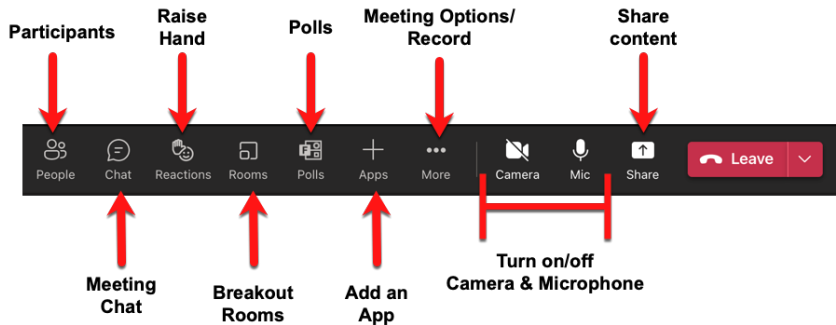 Participants
Raise
Hand
Polls
Meeting Options/
Record
Share
content
People
Chat
Reactions
Rooms
Polls
Apps
More
Camera
Mic
Share
Leave
Meeting
Chat
Breakout
Rooms
Add an
App
Turn on/off
Camera & Microphone